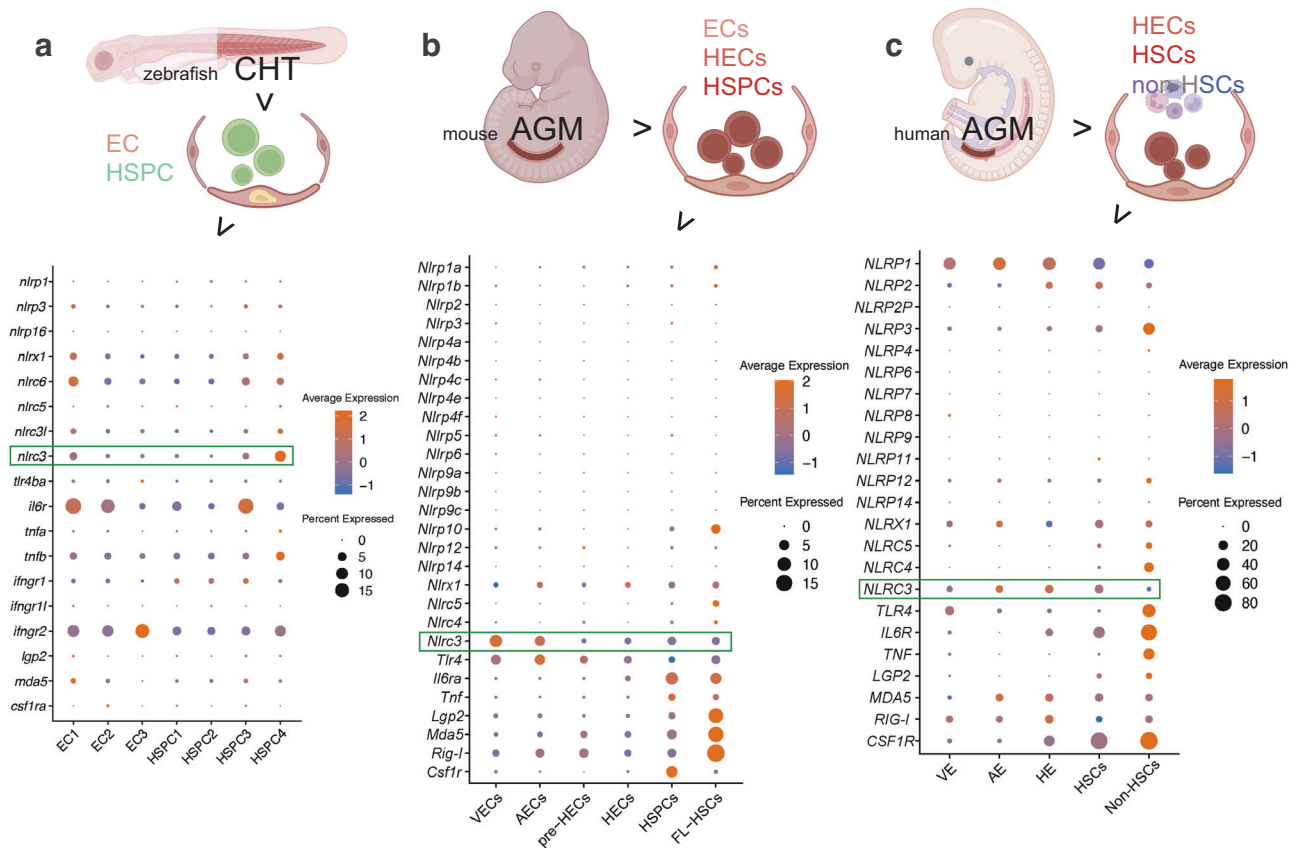 a
zebrafish CHT
>
EC
HSPC
>
nlrp1
nlrp3
nlrp16
nlrx1
nlrc6
nlrc5
nlrc3l
nlrc3
tlr4ba
il6r
tnfa
tnfb
ifngr1
ifngr1l
ifngr2
lgp2
mda5
csf1ra
EC1
EC2
EC3
HSPC1
HSPC2
HSPC3
HSPC4
Average Expression
2
1
0
−1
Percent Expressed
0
5
10
15
b
mouse AGM >
ECs
HECs
HSPCs
>
Nlrp1a
Nlrp1b
Nlrp2
Nlrp3
Nlrp4a
Nlrp4b
Nlrp4c
Nlrp4e
Nlrp4f
Nlrp5
Nlrp6
Nlrp9a
Nlrp9b
Nlrp9c
Nlrp10
Nlrp12
Nlrp14
Nlrx1
Nlrc5
Nlrc4
Nlrc3
Tlr4
Il6ra
Tnf
Lgp2
Mda5
Rig-I
Csf1r
VECs
AECs
pre−HECs
HECs
HSPCs
FL−HSCs
Average Expression
2
1
0
−1
Percent Expressed
0
5
10
15
c
human AGM >
HECs
HSCs
non-HSCs
>
NLRP1
NLRP2
NLRP2P
NLRP3
NLRP4
NLRP6
NLRP7
NLRP8
NLRP9
NLRP11
NLRP12
NLRP14
NLRX1
NLRC5
NLRC4
NLRC3
TLR4
IL6R
TNF
LGP2
MDA5
RIG-I
CSF1R
VE
AE
HE
HSCs
Non−HSCs
Average Expression
1
0
−1
Percent Expressed
0
20
40
60
80